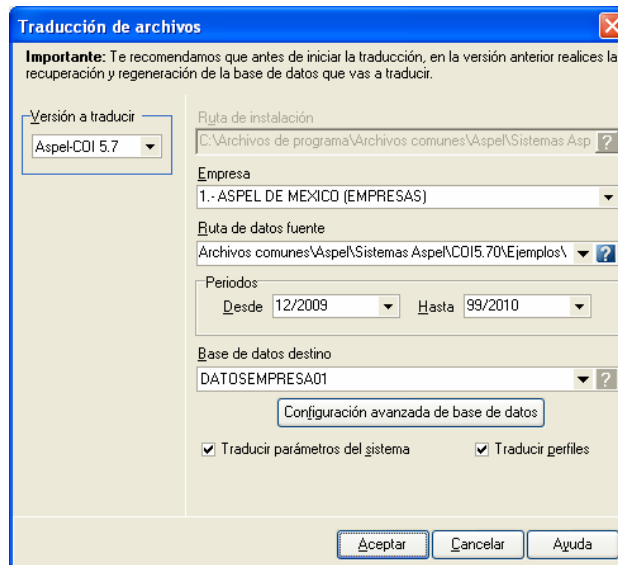 Traducción de archivos
Importante: Te recomendamos que antes de iniciar la traducción, en la versión anterior realices la
recuperación y regeneración de la base de datos que vas a traducir.
Versión a traducir
Aspel-COI 5.7
Ruta de instalación
C:\Archivos de programa\Archivos comunes\Aspel\Sistemas Asp ?
Empresa
1.- ASPEL DE MEXICO (EMPRESAS)
Ruta de datos fuente
Archivos comunes\Aspel\Sistemas Aspel\COI5.70\Ejemplos\ ?
Periodos
Desde 12/2009 Hasta 99/2010
Base de datos destino
DATOSEMPRESA01 ?
Configuración avanzada de base de datos
Traducir parámetros del sistema Traducir perfiles
Aceptar Cancelar Ayuda